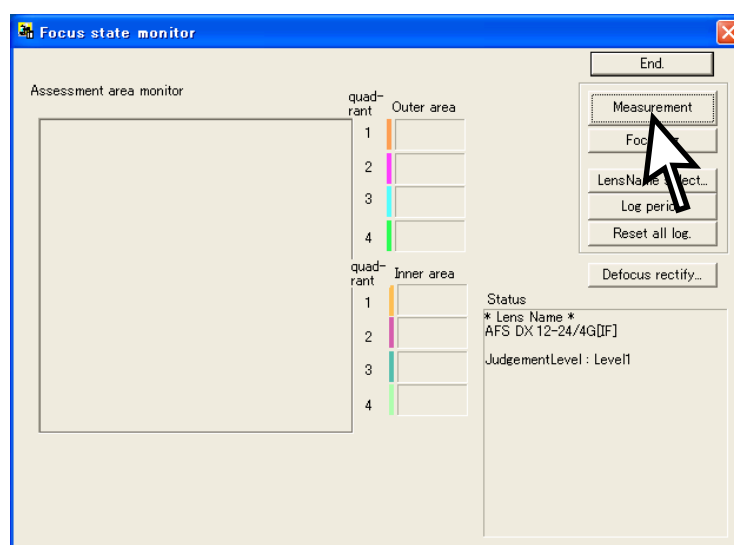 Focus state monitor
End.
Assessment area monitor
quad-
rant
Outer area
Measurement
1
2
LensName select...
3
Log period
4
Reset all log.
quad-
rant
Inner area
Defocus rectify...
1
Status
* Lens Name *
AFS DX 12-24/4G[IF]
2
JudgementLevel : Level1
3
4